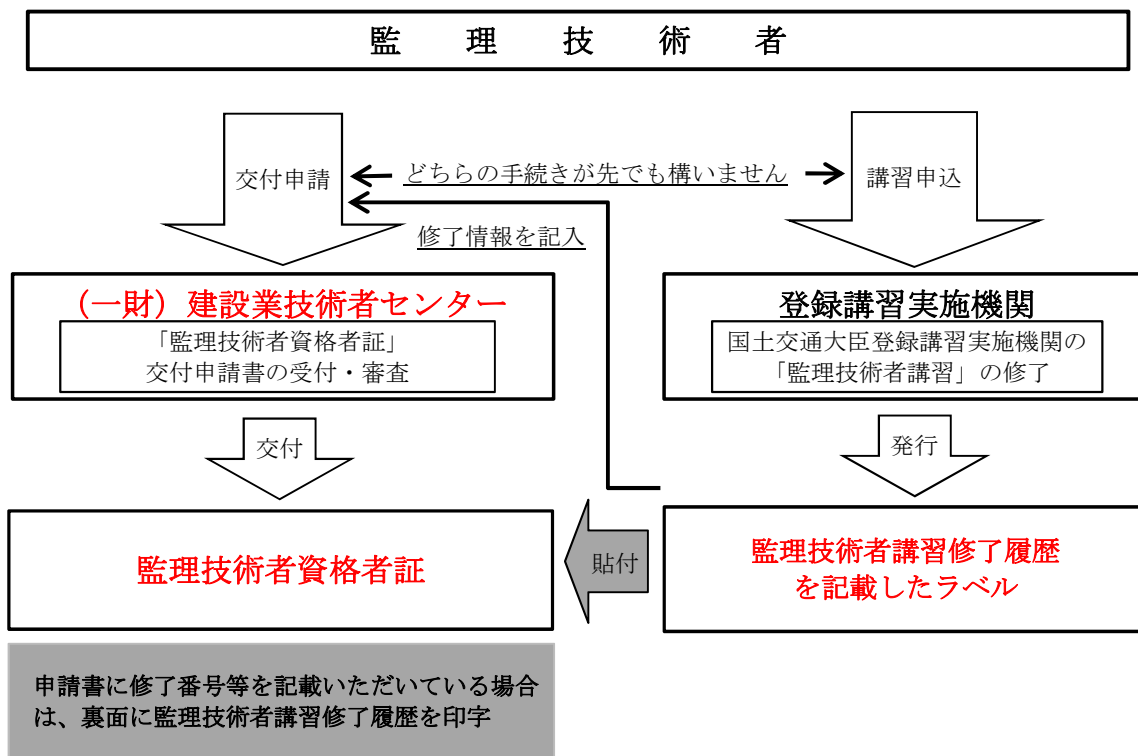 監理技術者
交付申請
どちらの手続きが先でも構いません
講習申込
修了情報を記入
（一財）建設業技術者センター
「監理技術者資格者証」
交付申請書の受付・審査
登録講習実施機関
国土交通大臣登録講習実施機関の
「監理技術者講習」の修了
交付
発行
監理技術者資格者証
貼付
監理技術者講習修了履歴
を記載したラベル
申請書に修了番号等を記載いただいている場合
は、裏面に監理技術者講習修了履歴を印字